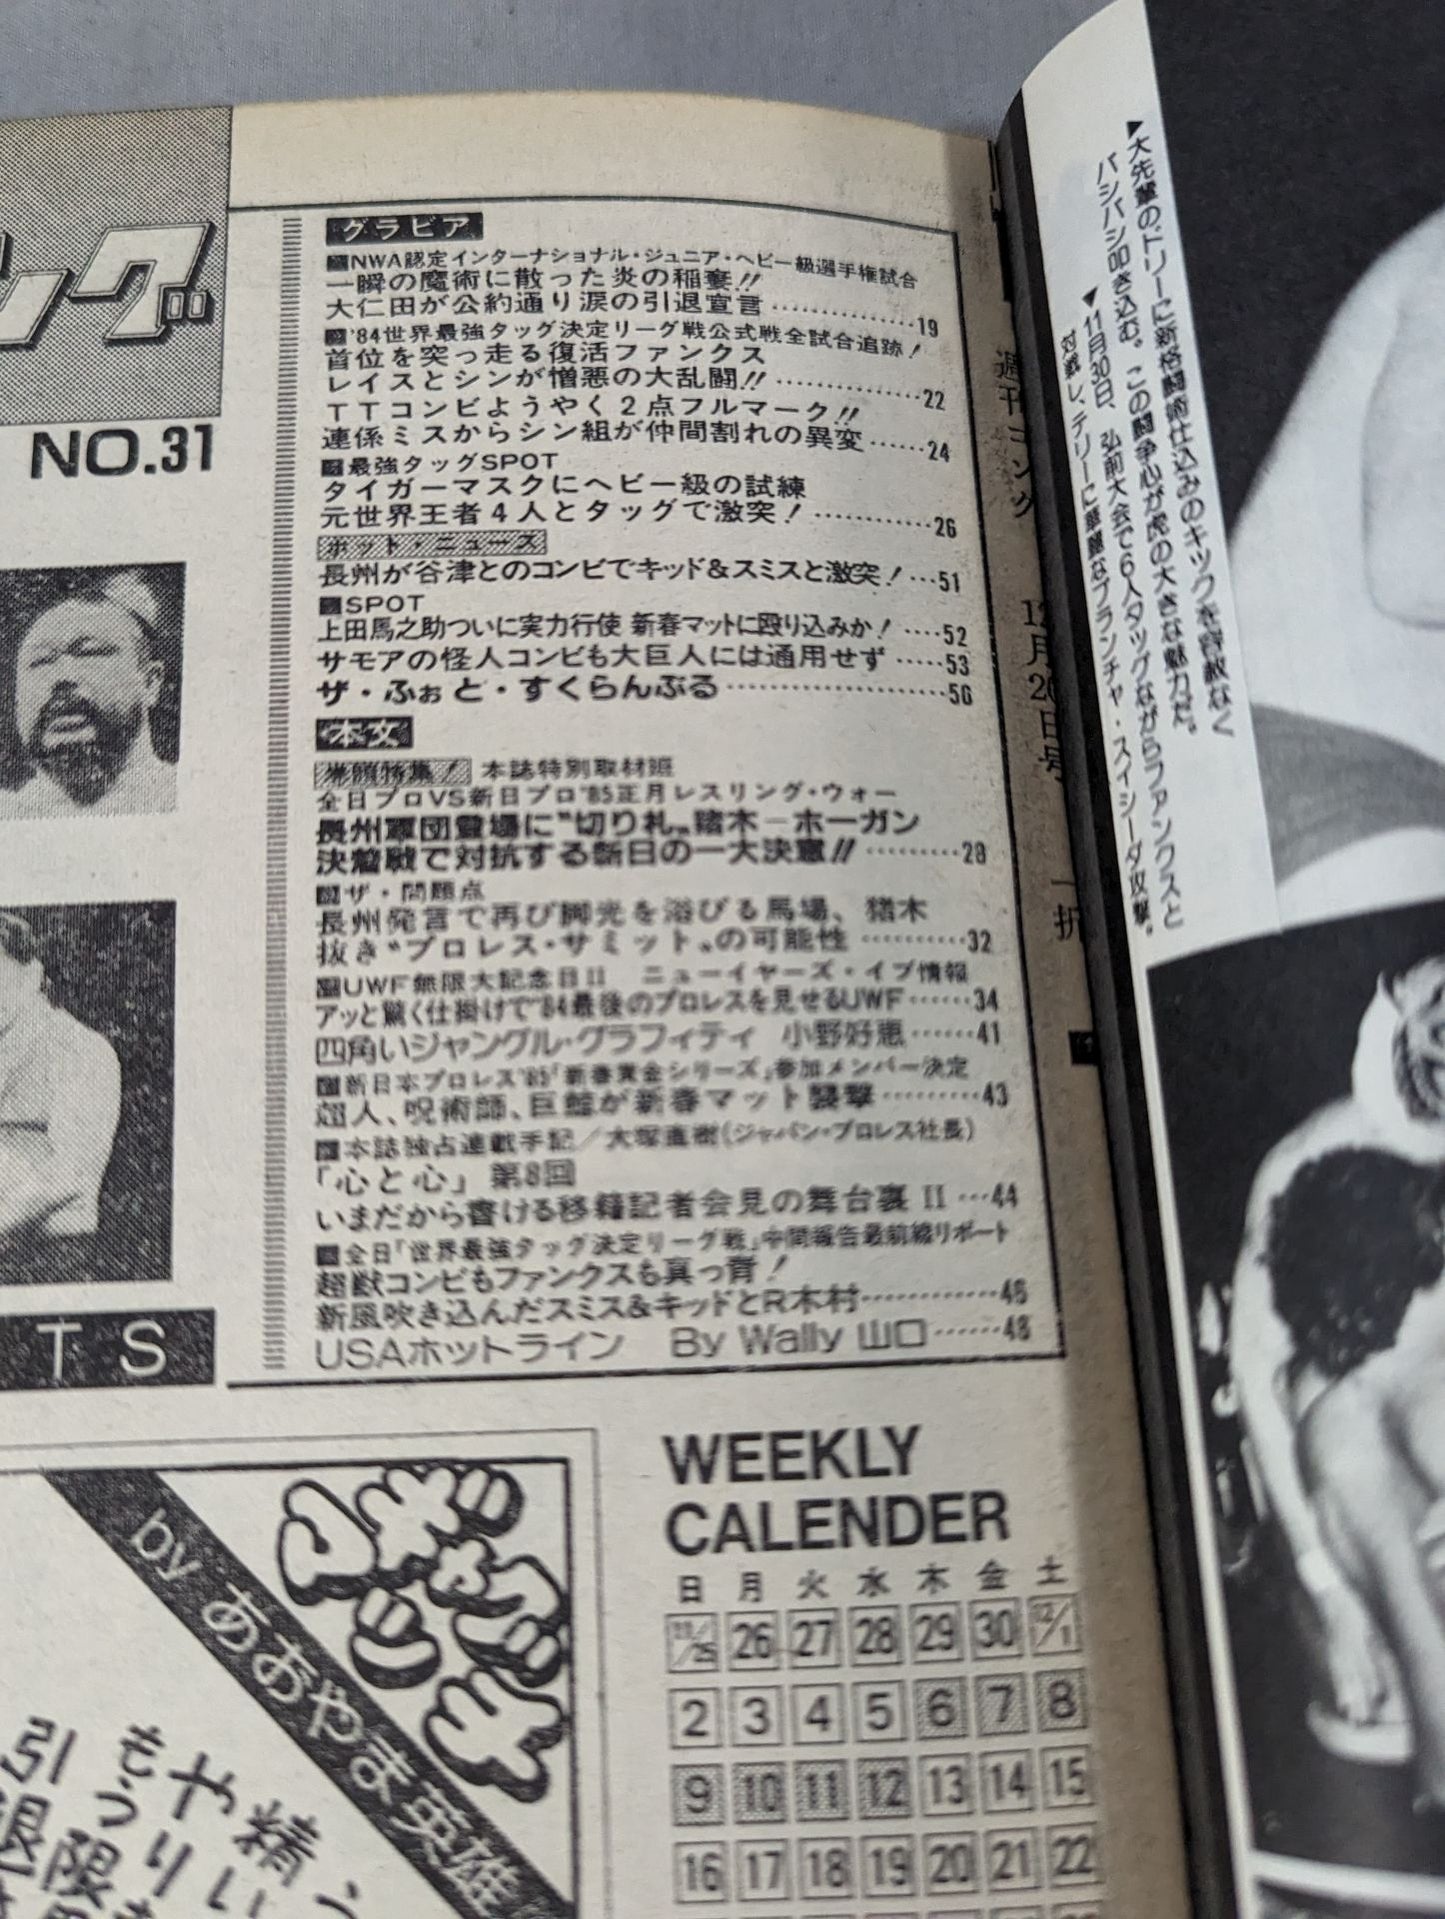 ング
NO.31
TS
グラビア
NWA認定インターナショナル・ジュニア・ヘビー級選手権試合
一瞬の魔術に散った炎の稲妻!!
大仁田が公約通り涙の引退宣言…………19
'84世界最強タッグ決定リーグ戦公式戦全試合追跡!
首位を突っ走る復活ファンクス
レイスとシンが憎悪の大乱闘!!…………22
TTコンビようやく2点フルマーク!!
連係ミスからシン組が仲間割れの異変……24
最強タッグSPOT
タイガーマスクにヘビー級の試練
元世界王者4人とタッグで激突!…………26
ホット・ニュース
長州が谷津とのコンビでキッド&スミスと激突!…51
SPOT
上田馬之助ついに実力行使 新春マットに殴り込みか!…52
サモアの怪人コンビも大巨人には通用せず……53
ザ・ふぉと・すくらんぶる……………………56
本文
巻頭特集! 本誌特別取材班
全日プロVS新日プロ'85正月レスリング・ウォー
長州軍団登場に"切り札"猪木－ホーガン
決着戦で対抗する新日の一大決意!!…………28
ザ・問題点
長州発言で再び脚光を浴びる馬場、猪木
抜き"プロレス・サミット"の可能性…………32
UWF無限大記念日II ニューイヤーズ・イブ情報
アッと驚く仕掛けで'84最後のプロレスを見せるUWF……34
四角いジャングル・グラフィティ 小野好恵……41
新日本プロレス'85「新春黄金シリーズ」参加メンバー決定
超人、呪術師、巨鯨が新春マット襲撃………43
本誌独占連載手記／大塚直樹(ジャパン・プロレス社長)
「心と心」 第8回
いまだから書ける移籍記者会見の舞台裏II…44
全日「世界最強タッグ決定リーグ戦」中間報告最前線リポート
超獣コンビもファンクスも真っ青!
新風吹き込んだスミス&キッドとR木村…………46
USAホットライン By Wally 山口……48
by あおやま英雄
精
やりい
もう限
引退
WEEKLY
CALENDER
日 月 火 水 木 金 土
11/25 26 27 28 29 30 12/1
2 3 4 5 6 7 8
9 10 11 12 13 14 15
16 17 18 19 20 21 22
週刊ゴング 12月20日号
一折
▼大先輩のドリーに新格闘術仕込みのキックを容赦なく
バシバシ叩き込む。この闘争心が虎の大きな魅力だ。
▼11月30日、弘前大会で6人タッグながらファンクスと
対戦し、テリーに華麗なプランチャ・スイシーダ攻撃。